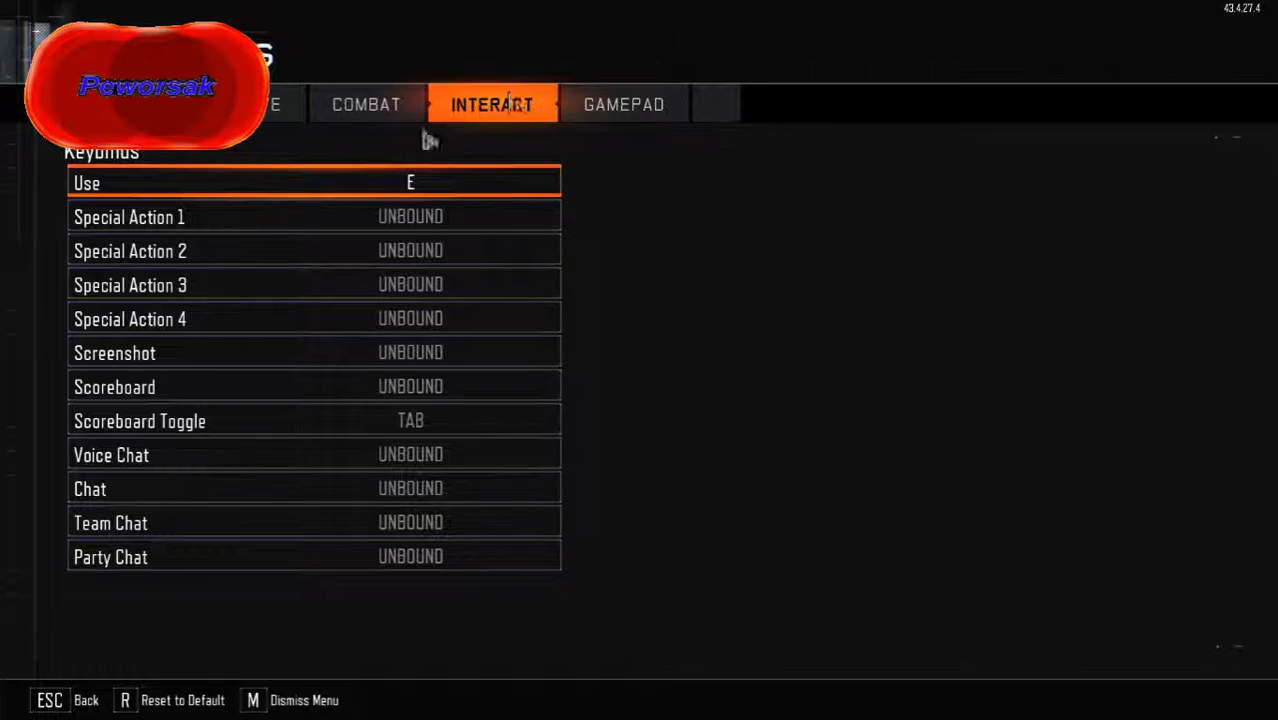 43.4.27.4
Poworsak
S
E COMBAT INTERACT GAMEPAD
Keybinds
Use E
Special Action 1 UNBOUND
Special Action 2 UNBOUND
Special Action 3 UNBOUND
Special Action 4 UNBOUND
Screenshot UNBOUND
Scoreboard UNBOUND
Scoreboard Toggle TAB
Voice Chat UNBOUND
Chat UNBOUND
Team Chat UNBOUND
Party Chat UNBOUND
ESC Back R Reset to Default M Dismiss Menu